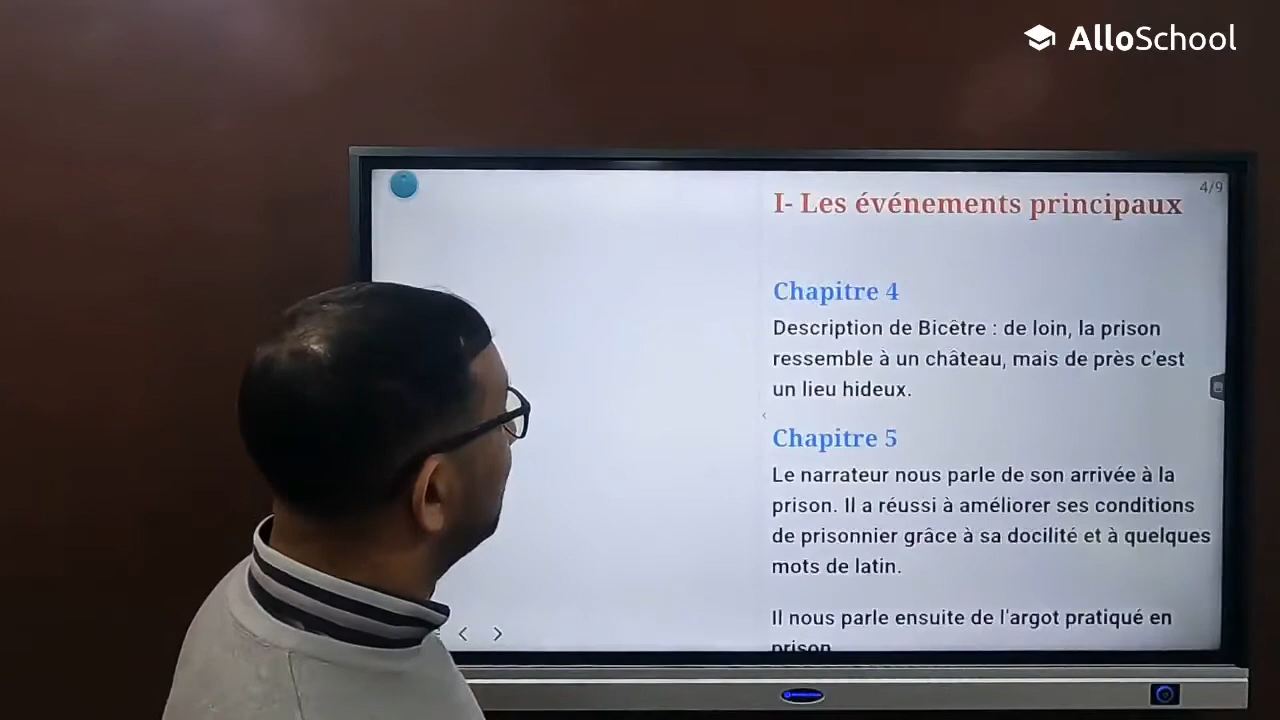 AlloSchool
4/9
I- Les événements principaux
Chapitre 4
Description de Bicêtre : de loin, la prison
ressemble à un château, mais de près c'est
un lieu hideux.
Chapitre 5
Le narrateur nous parle de son arrivée à la
prison. Il a réussi à améliorer ses conditions
de prisonnier grâce à sa docilité et à quelques
mots de latin.
Il nous parle ensuite de l'argot pratiqué en
prison